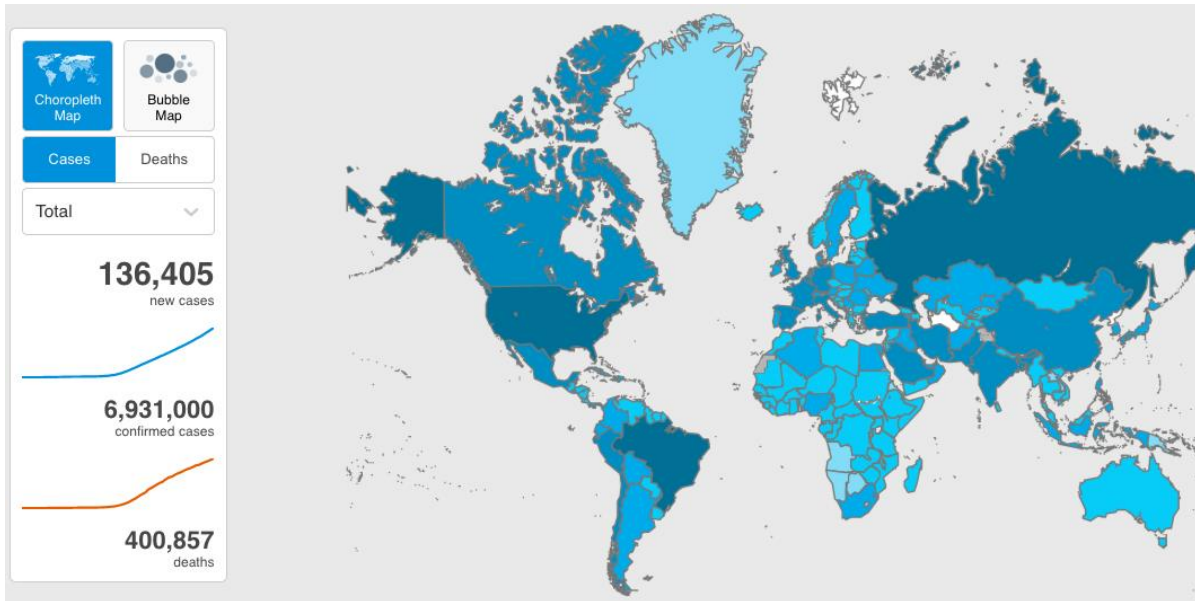 Choropleth
Map
Bubble
Map
Cases
Deaths
Total
136,405
new cases
6,931,000
confirmed cases
400,857
deaths